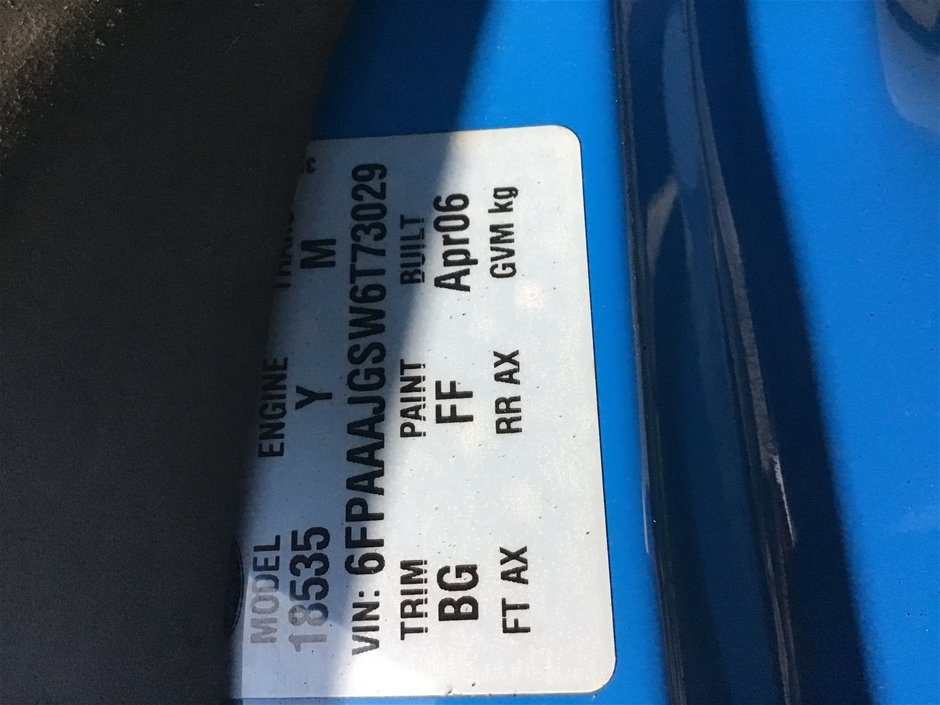 MODEL ENGINE TRANS
18535 Y M
VIN: 6FPAAAJGSW6T73029
TRIM PAINT BUILT
BG FF Apr06
FT AX RR AX GVM kg